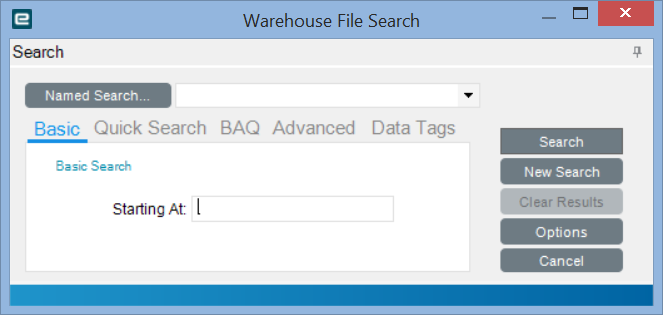 Warehouse File Search
Search
Named Search...
Basic Quick Search BAQ Advanced Data Tags
Basic Search
Starting At:
Search
New Search
Clear Results
Options
Cancel